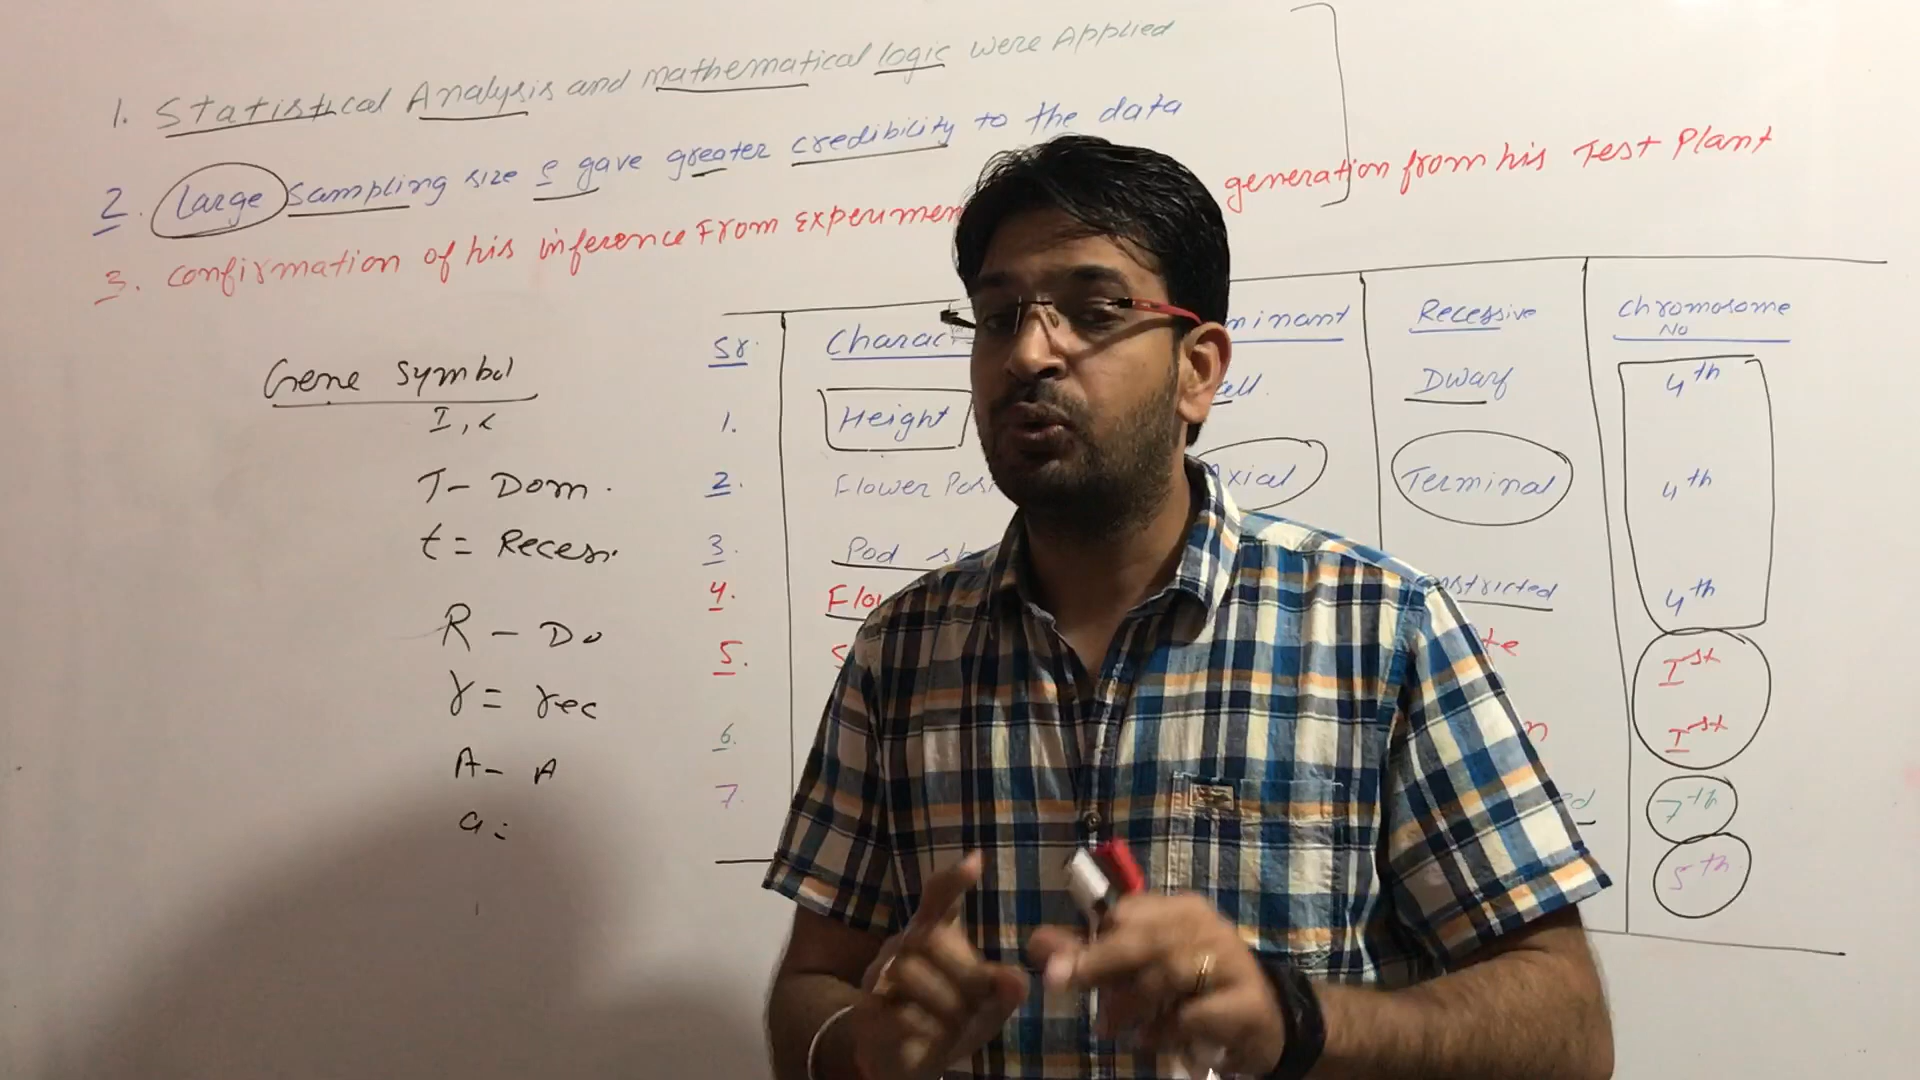 1. Statistical Analysis and mathematical logic were Applied
2. Large sampling size & gave greater credibility to the data
3. Confirmation of his inference From Experimen generation from his Test Plant
Gene Symbol
T - Dom.
t = Recess.
R - Do
r = rec
A - A
a =
Sr. Charac minant Recessive Chromosome No
1. Height Dwarf 4th
2. Flower Posi Axial Terminal 4th
3. Pod sh nstricted 4th
4. Flow te Ist
5. S n Ist
6. ed 7th
7. 5th